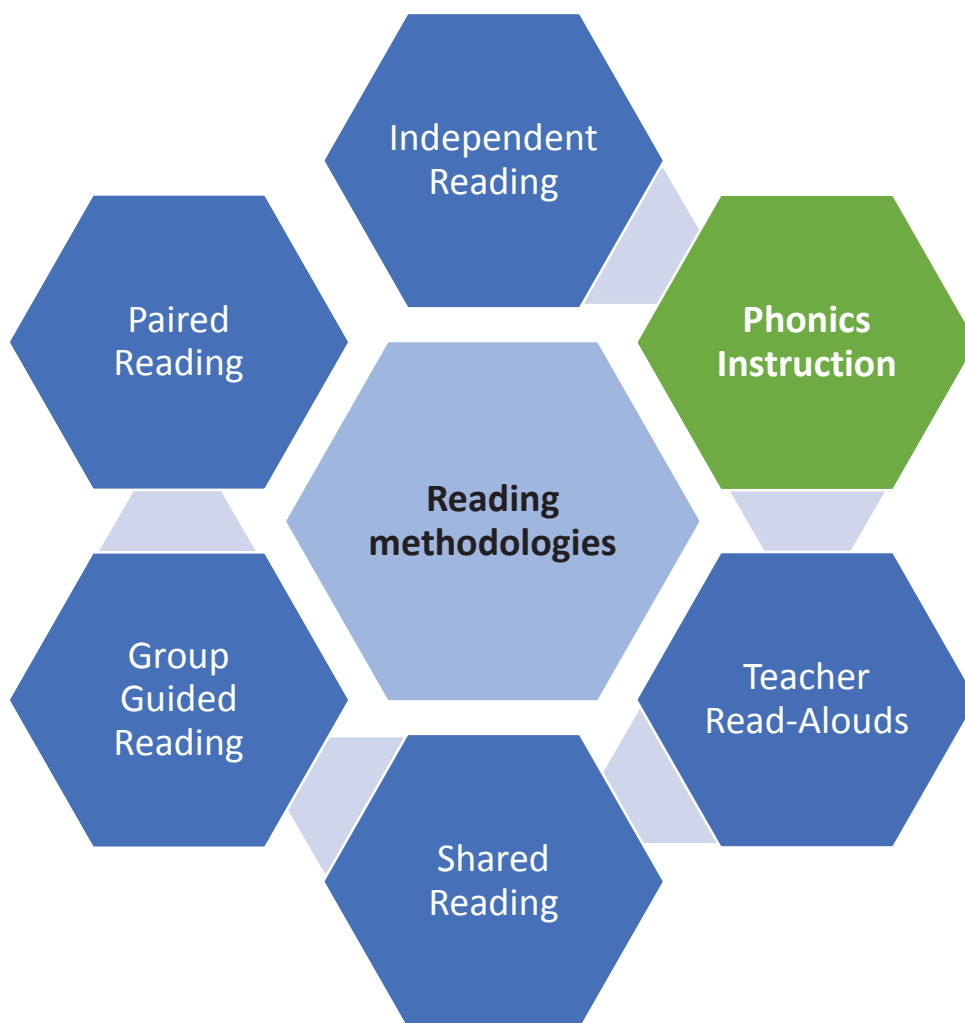 Independent
Reading
Phonics
Instruction
Teacher
Read-Alouds
Shared
Reading
Group
Guided
Reading
Paired
Reading
Reading
methodologies